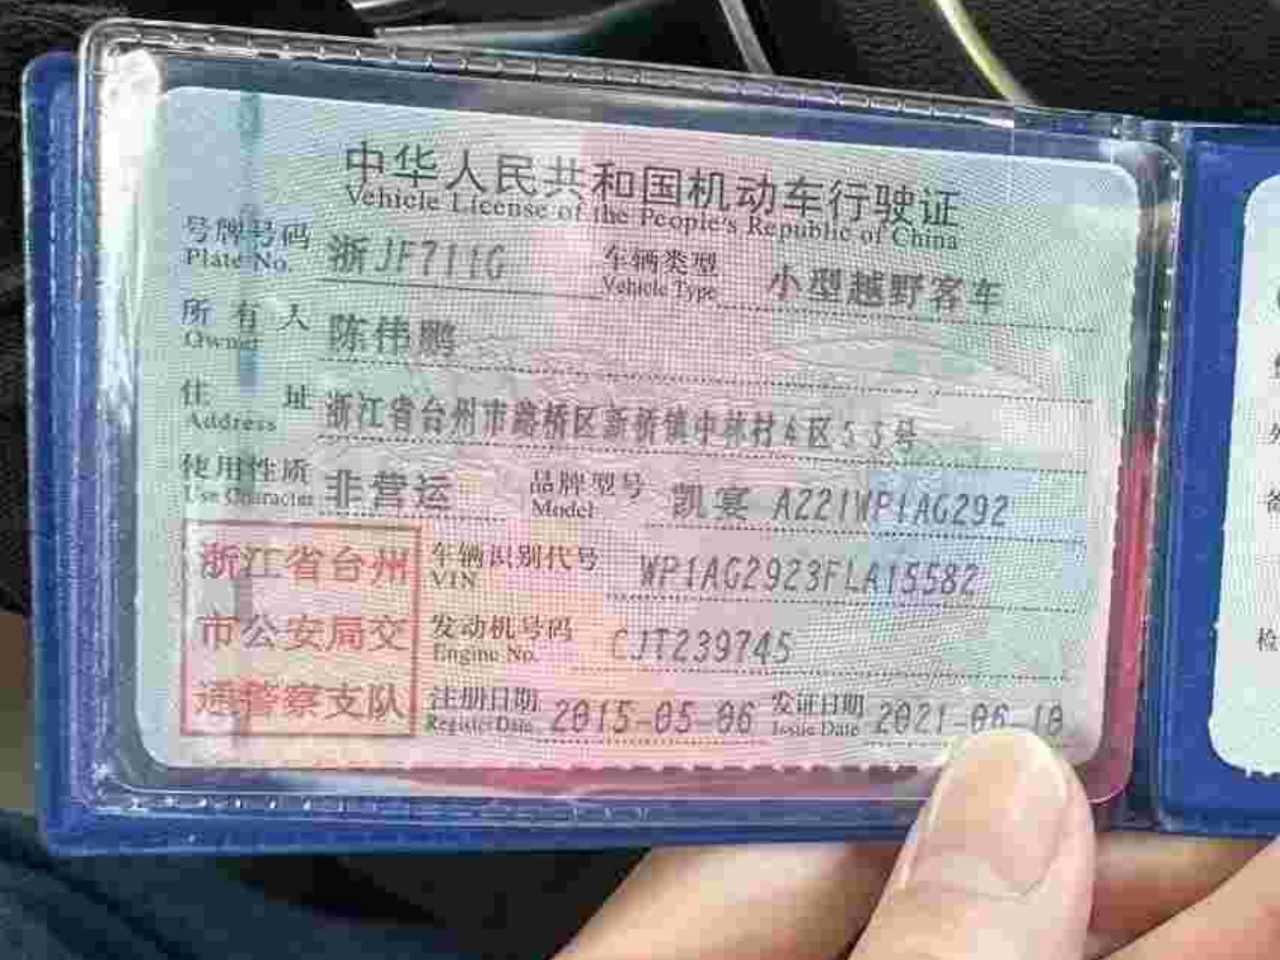 中华人民共和国机动车行驶证
Vehicle License of the People's Republic of China
号牌号码 浙JF711G 车辆类型 小型越野客车
Plate No. Vehicle Type
所有人 陈伟鹏
Owner
住址 浙江省台州市路桥区新桥镇中林村4区55号
Address
使用性质 非营运 品牌型号 凯宴 A221WP1AG292
Use Character Model
浙江省台州 车辆识别代号 WP1AG2923FLA15582
VIN
市公安局交 发动机号码 CJT239745
Engine No.
通警察支队 注册日期 2015-05-06 发证日期 2021-06-10
Register Date Issue Date